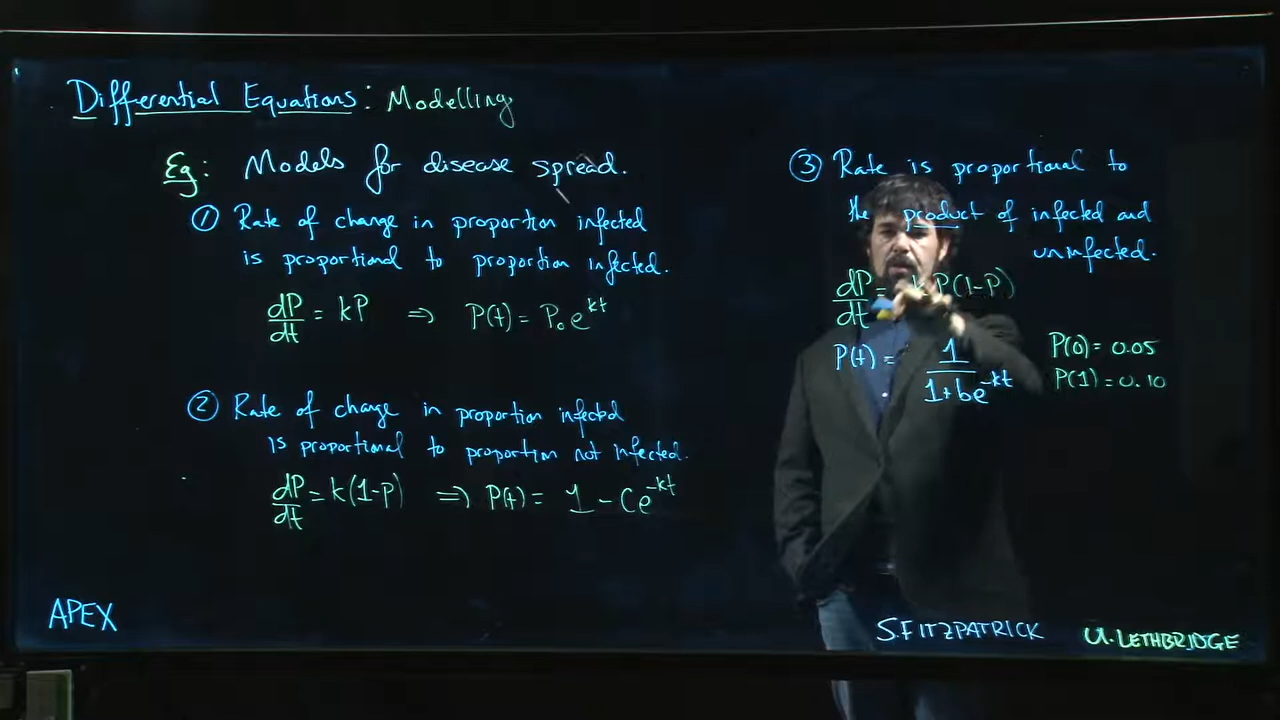 Differential Equations: Modelling
Eg: Models for disease spread.
① Rate of change in proportion infected
is proportional to proportion infected.
dP/dt = kP ⇒ P(t) = P₀e^{kt}
② Rate of change in proportion infected
is proportional to proportion not infected.
dP/dt = k(1-P) ⇒ P(t) = 1 - Ce^{-kt}
③ Rate is proportional to
the product of infected and
uninfected.
dP/dt = kP(1-P)
P(t) = 1/(1+be^{-kt})
P(0) = 0.05
P(1) = 0.10
APEX
S.FITZPATRICK
U.LETHBRIDGE